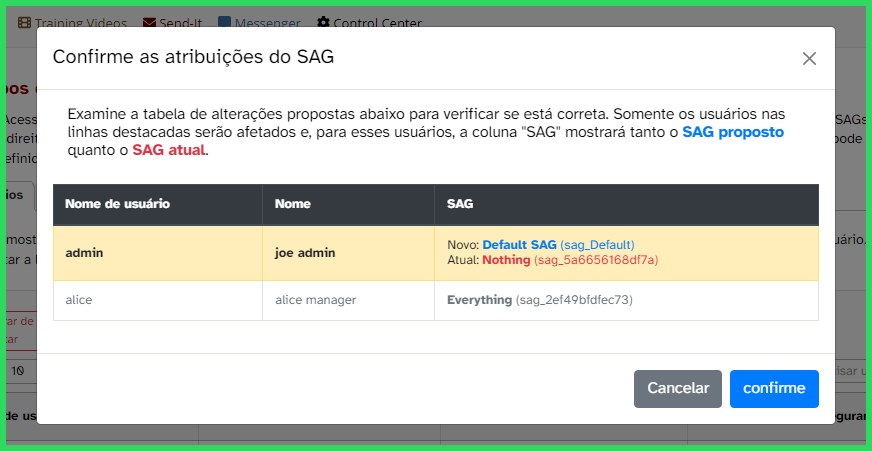 Training Videos Send-It Messenger Control Center
Confirme as atribuições do SAG
Examine a tabela de alterações propostas abaixo para verificar se está correta. Somente os usuários nas
linhas destacadas serão afetados e, para esses usuários, a coluna "SAG" mostrará tanto o SAG proposto
quanto o SAG atual.
Nome de usuário Nome SAG
admin joe admin Novo: Default SAG (sag_Default)
Atual: Nothing (sag_5a6656168df7a)
alice alice manager Everything (sag_2ef49bfdfec73)
10
Cancelar confirme